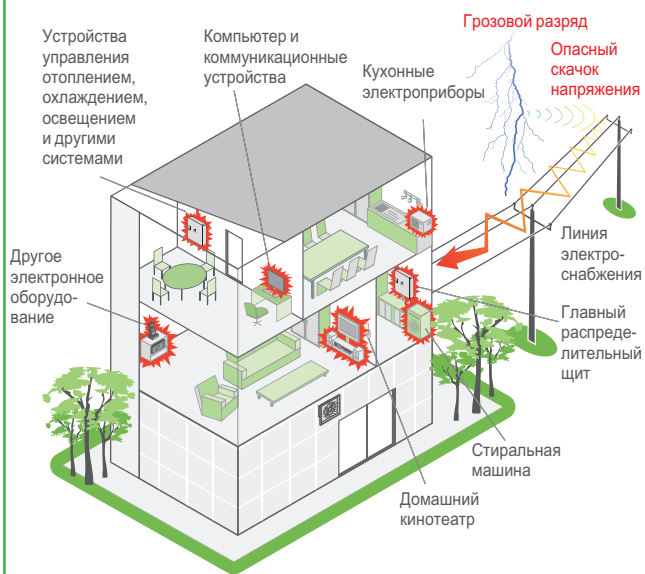 Устройства
управления
отоплением,
охлаждением,
освещением
и другими
системами
Компьютер и
коммуникационные
устройства
Кухонные
электроприборы
Грозовой разряд
Опасный
скачок
напряжения
Другое
электронное
оборудо-
вание
Линия
электро-
снабжения
Главный
распреде-
лительный
щит
Стиральная
машина
Домашний
кинотеатр